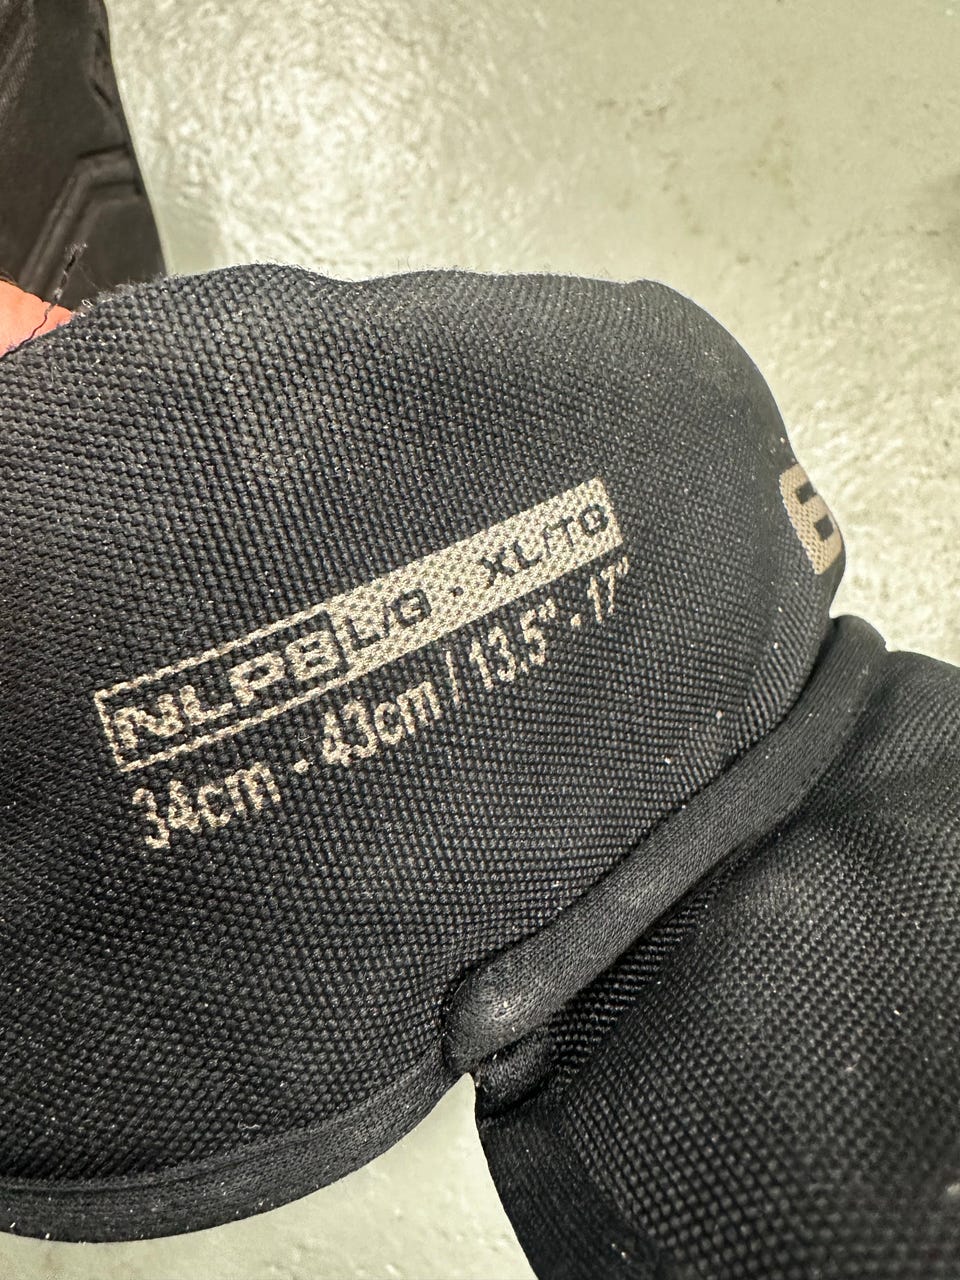 NLP8 L/G - XL/TG
34cm - 43cm / 13.5" - 17"